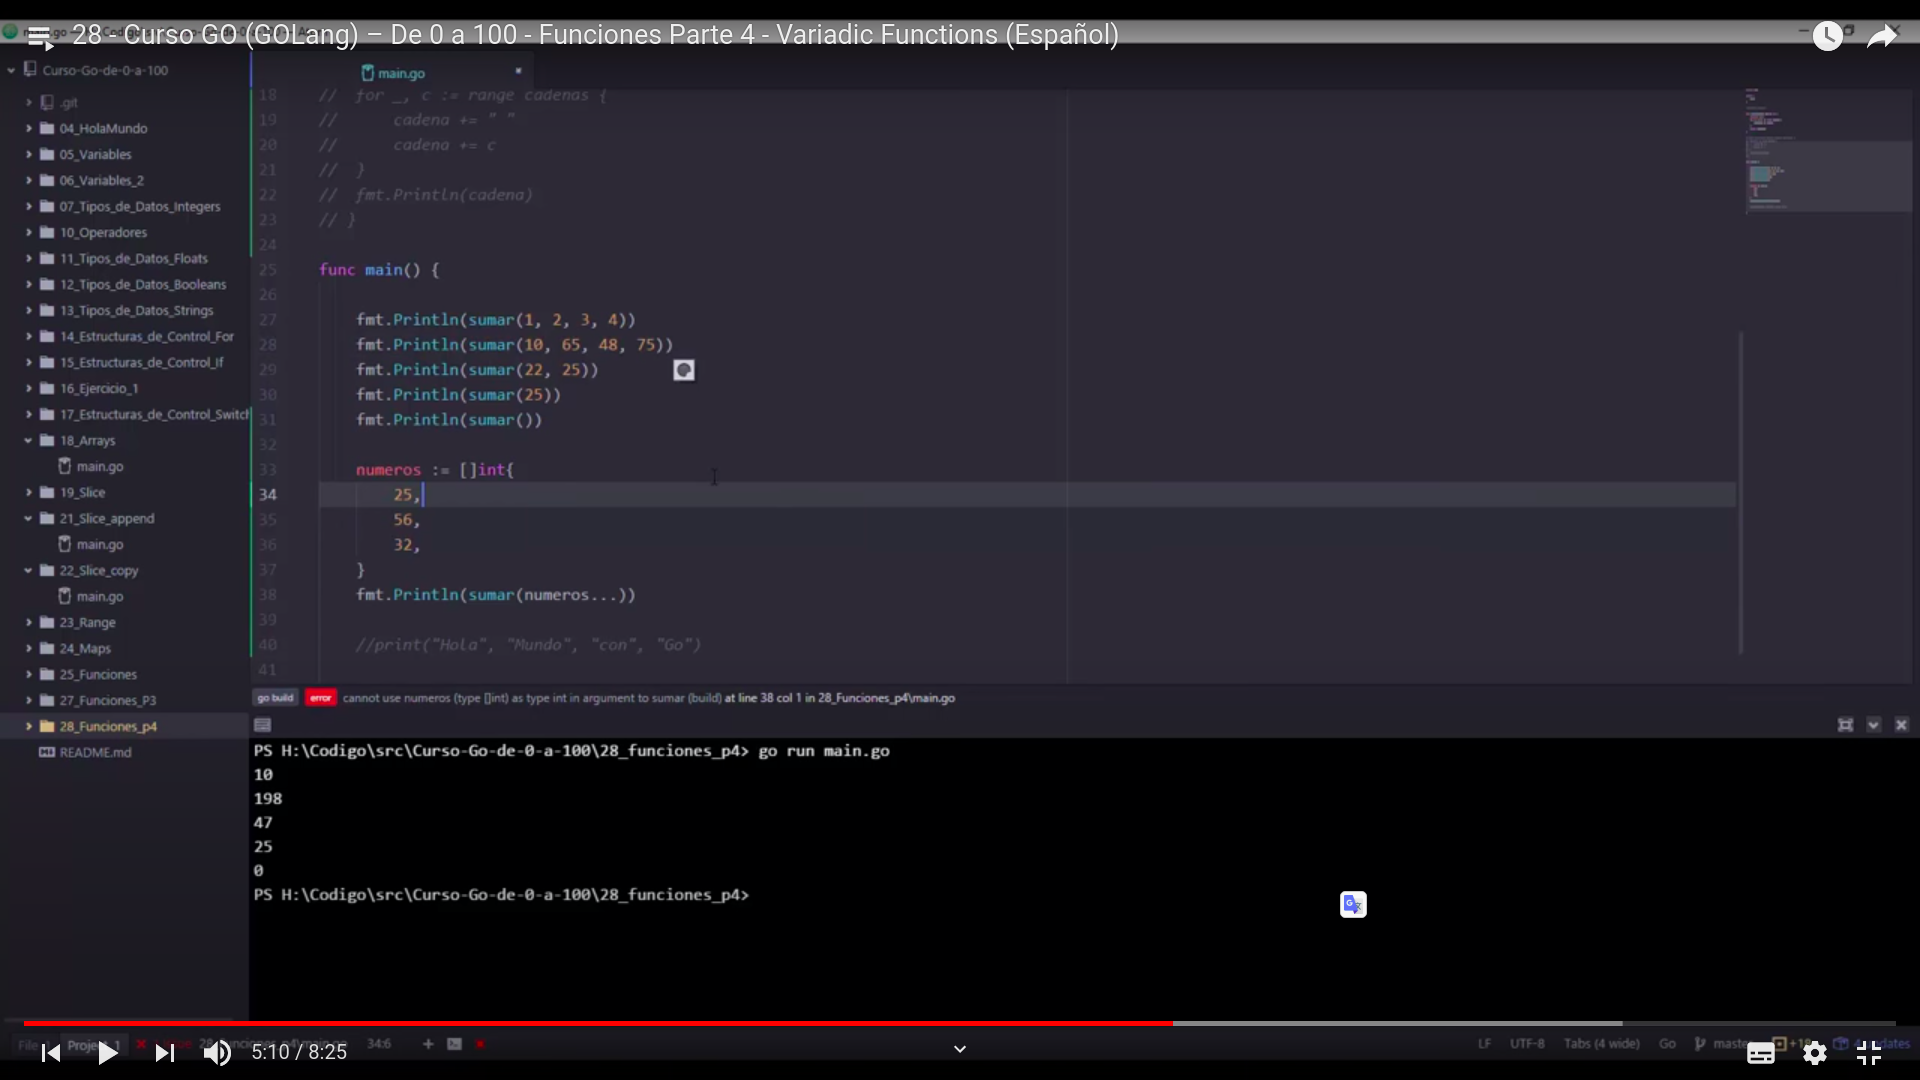 28 - Curso GO (GOLang) – De 0 a 100 - Funciones Parte 4 - Variadic Functions (Español)
Curso-Go-de-0-a-100
.git
04_HolaMundo
05_Variables
06_Variables_2
07_Tipos_de_Datos_Integers
10_Operadores
11_Tipos_de_Datos_Floats
12_Tipos_de_Datos_Booleans
13_Tipos_de_Datos_Strings
14_Estructuras_de_Control_For
15_Estructuras_de_Control_If
16_Ejercicio_1
17_Estructuras_de_Control_Switch
18_Arrays
main.go
19_Slice
21_Slice_append
main.go
22_Slice_copy
main.go
23_Range
24_Maps
25_Funciones
27_Funciones_P3
28_Funciones_p4
README.md
main.go
18 // for _, c := range cadenas {
19 // cadena += " "
20 // cadena += c
21 // }
22 // fmt.Println(cadena)
23 // }
24
25 func main() {
26
27 fmt.Println(sumar(1, 2, 3, 4))
28 fmt.Println(sumar(10, 65, 48, 75))
29 fmt.Println(sumar(22, 25))
30 fmt.Println(sumar(25))
31 fmt.Println(sumar())
32
33 numeros := []int{
34 25,
35 56,
36 32,
37 }
38 fmt.Println(sumar(numeros...))
39
40 //print("Hola", "Mundo", "con", "Go")
41
go build error cannot use numeros (type []int) as type int in argument to sumar (build) at line 38 col 1 in 28_Funciones_p4\main.go
PS H:\Codigo\src\Curso-Go-de-0-a-100\28_funciones_p4> go run main.go
10
198
47
25
0
PS H:\Codigo\src\Curso-Go-de-0-a-100\28_funciones_p4>
File Project 1 34:6 LF UTF-8 Tabs (4 wide) Go
5:10 / 8:25